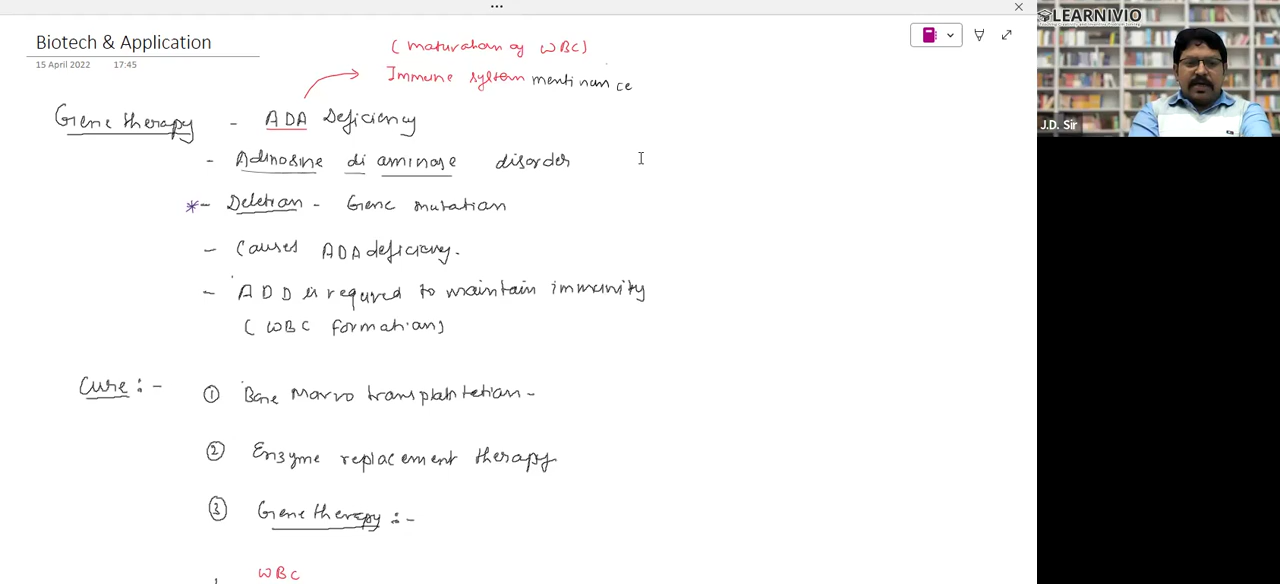 LEARNIVIO
Biotech & Application
15 April 2022 17:45
(maturation of WBC)
Immune system mentinance
Gene therapy - ADA Deficiency
- Adinosine di aminase disorder
* - Deletion - Gene mutation
- Causes ADA deficiency.
- ADD is required to maintain immunity
(WBC formation)
Cure :- ① Bone Marro transplantation -
② Enzyme replacement therapy
③ Gene therapy :-
WBC
J.D. Sir